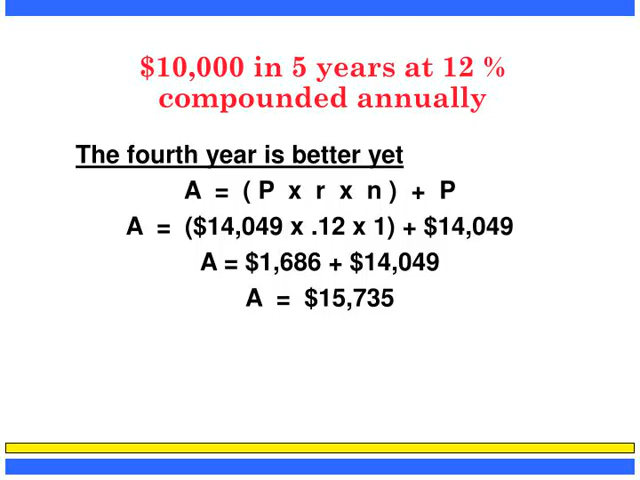 $10,000 in 5 years at 12 %
compounded annually
The fourth year is better yet
A = ( P x r x n ) + P
A = ($14,049 x .12 x 1) + $14,049
A = $1,686 + $14,049
A = $15,735